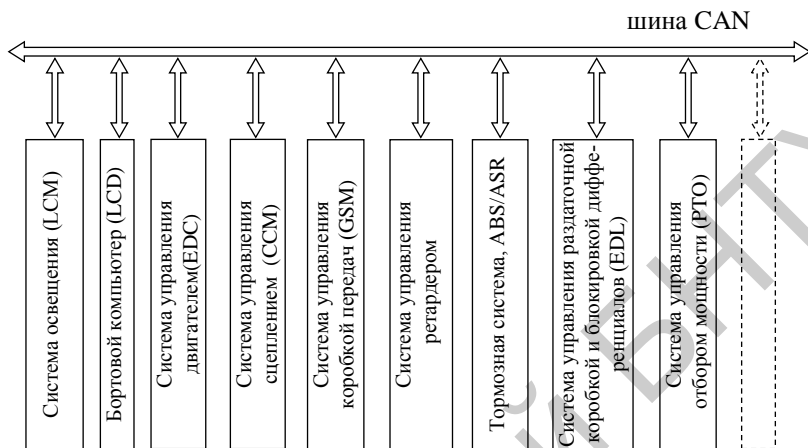 шина CAN
Система освещения (LCM)
Бортовой компьютер (LCD)
Система управления
двигателем(EDC)
Система управления
сцеплением (CCM)
Система управления
коробкой передач (GSM)
Система управления
ретардером
Тормозная система, ABS/ASR
Система управления раздаточной
коробкой и блокировкой диффе-
ренциалов (EDL)
Система управления
отбором мощности (PTO)
Й БНТУ